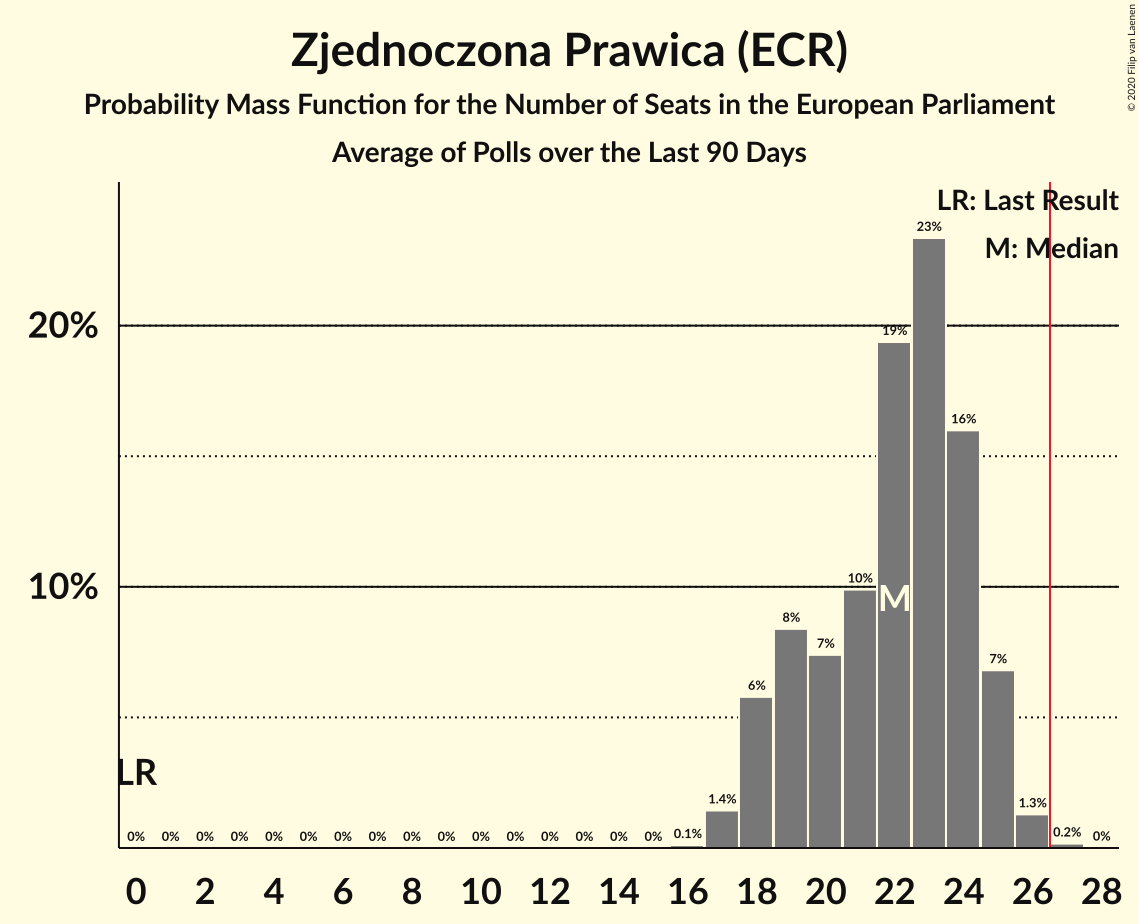 Zjednoczona Prawica (ECR)
Probability Mass Function for the Number of Seats in the European Parliament
Average of Polls over the Last 90 Days
© 2020 Filip van Laenen
LR: Last Result
M: Median
23%
20%
19%
16%
10%
10%
M
8%
7%
7%
6%
LR
1.4%
1.3%
0% 0% 0% 0% 0% 0% 0% 0% 0% 0% 0% 0% 0% 0% 0% 0% 0.1% 0.2% 0%
0 2 4 6 8 10 12 14 16 18 20 22 24 26 28